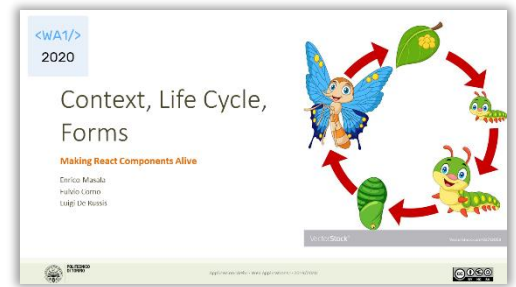 <WA1/>
2020
Context, Life Cycle,
Forms
Making React Components Alive
Enrico Masala
Fulvio Corno
Luigi De Russis
VectorStock®
POLITECNICO
DI TORINO